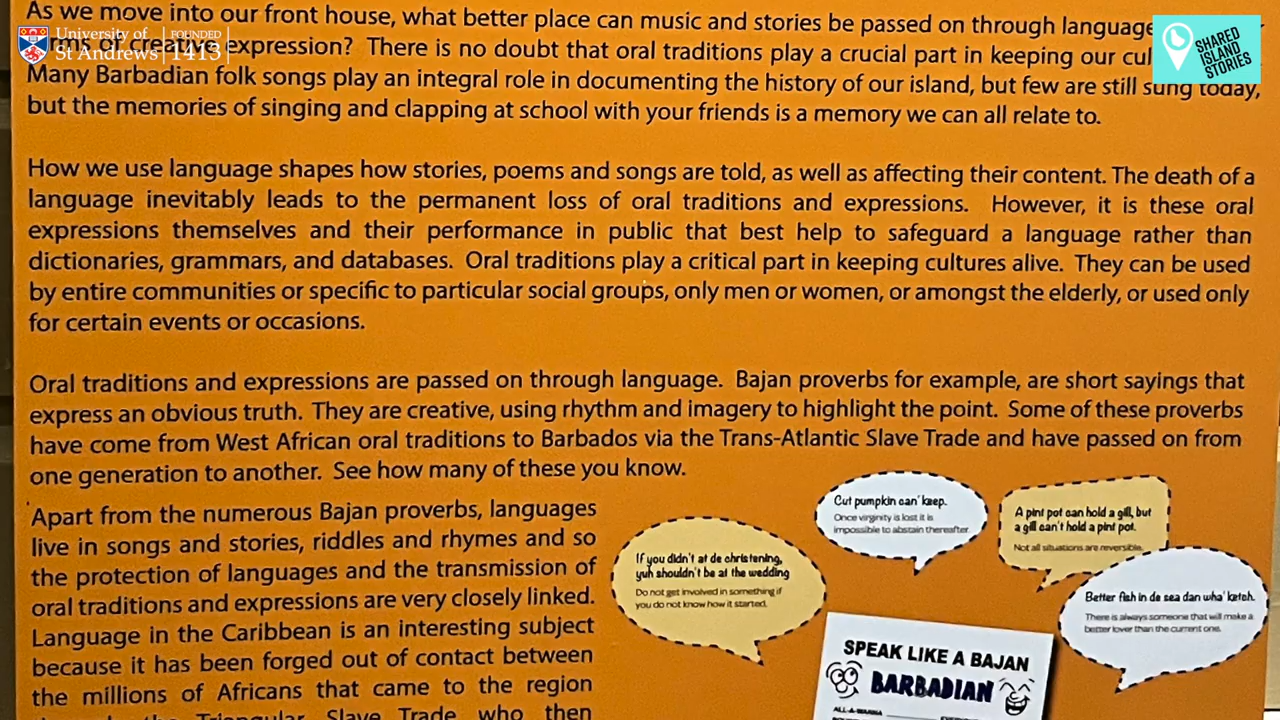 As we move into our front house, what better place can music and stories be passed on through language
expression? There is no doubt that oral traditions play a crucial part in keeping our cul
Many Barbadian folk songs play an integral role in documenting the history of our island, but few are still sung today,
but the memories of singing and clapping at school with your friends is a memory we can all relate to.
University of
St Andrews
FOUNDED
1413
SHARED
ISLAND
STORIES
How we use language shapes how stories, poems and songs are told, as well as affecting their content. The death of a
language inevitably leads to the permanent loss of oral traditions and expressions. However, it is these oral
expressions themselves and their performance in public that best help to safeguard a language rather than
dictionaries, grammars, and databases. Oral traditions play a critical part in keeping cultures alive. They can be used
by entire communities or specific to particular social groups, only men or women, or amongst the elderly, or used only
for certain events or occasions.
Oral traditions and expressions are passed on through language. Bajan proverbs for example, are short sayings that
express an obvious truth. They are creative, using rhythm and imagery to highlight the point. Some of these proverbs
have come from West African oral traditions to Barbados via the Trans-Atlantic Slave Trade and have passed on from
one generation to another. See how many of these you know.
Apart from the numerous Bajan proverbs, languages
live in songs and stories, riddles and rhymes and so
the protection of languages and the transmission of
oral traditions and expressions are very closely linked.
Language in the Caribbean is an interesting subject
because it has been forged out of contact between
the millions of Africans that came to the region
Triangular Slave Trade who then
If you didn't at de christening,
yuh shouldn't be at the wedding
Do not get involved in something if
you do not know how it started.
Cut pumpkin can' keep.
Once virginity is lost it is
impossible to abstain thereafter.
A pint pot can hold a gill, but
a gill can't hold a pint pot.
Not all situations are reversible.
Better fish in de sea dan wha' ketch.
There is always someone that will make a
better lover than the current one.
SPEAK LIKE A BAJAN
BARBADIAN